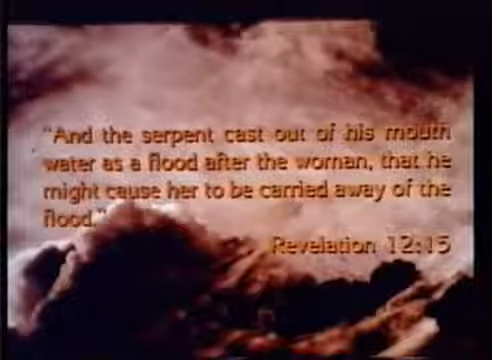 "And the serpent cast out of his mouth
water as a flood after the woman, that he
might cause her to be carried away of the
flood."
Revelation 12:15